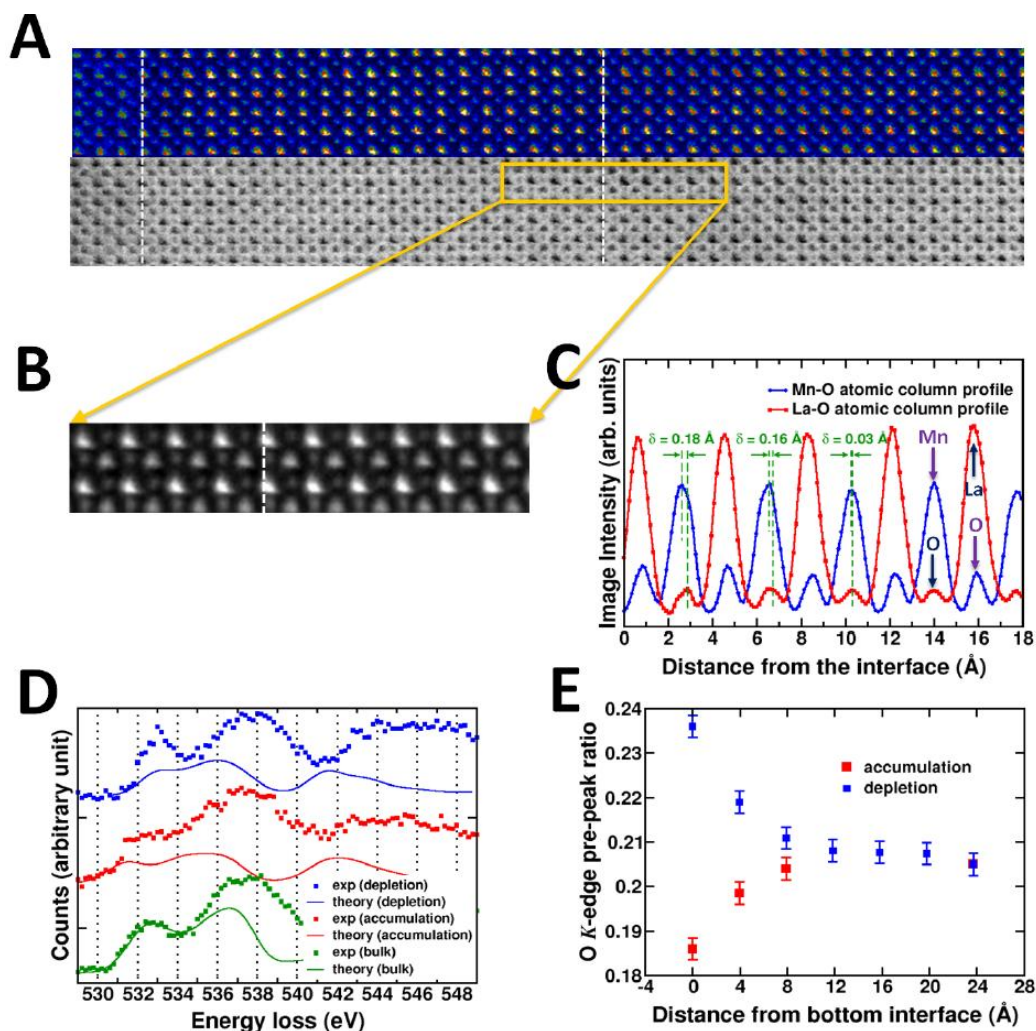 A
B
C
Image Intensity (arb. units)
Mn-O atomic column profile
La-O atomic column profile
δ = 0.18 Å
δ = 0.16 Å
δ = 0.03 Å
Mn
La
O
O
0 2 4 6 8 10 12 14 16 18
Distance from the interface (Å)
D
Counts (arbitrary unit)
exp (depletion)
theory (depletion)
exp (accumulation)
theory (accumulation)
exp (bulk)
theory (bulk)
530 532 534 536 538 540 542 544 546 548
Energy loss (eV)
E
O K-edge pre-peak ratio
0.24
0.23
0.22
0.21
0.2
0.19
0.18
accumulation
depletion
-4 0 4 8 12 16 20 24 28
Distance from bottom interface (Å)